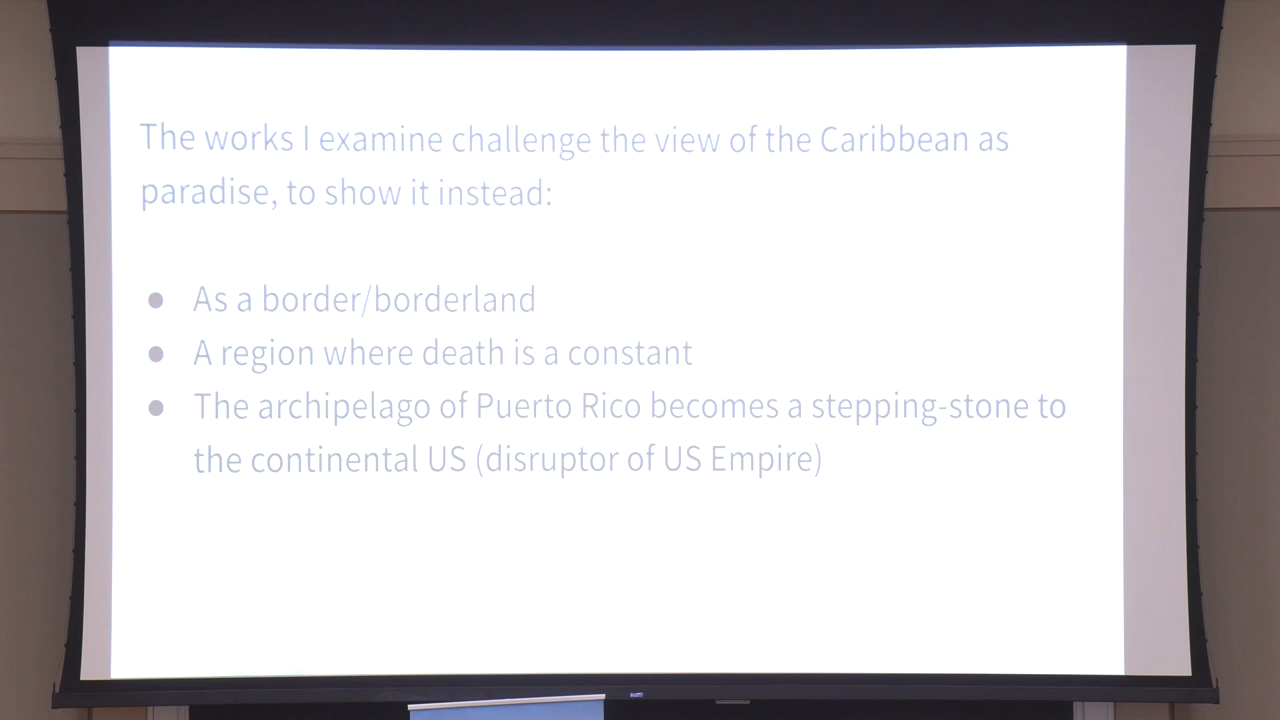 The works I examine challenge the view of the Caribbean as
paradise, to show it instead:
● As a border/borderland
● A region where death is a constant
● The archipelago of Puerto Rico becomes a stepping-stone to
the continental US (disruptor of US Empire)